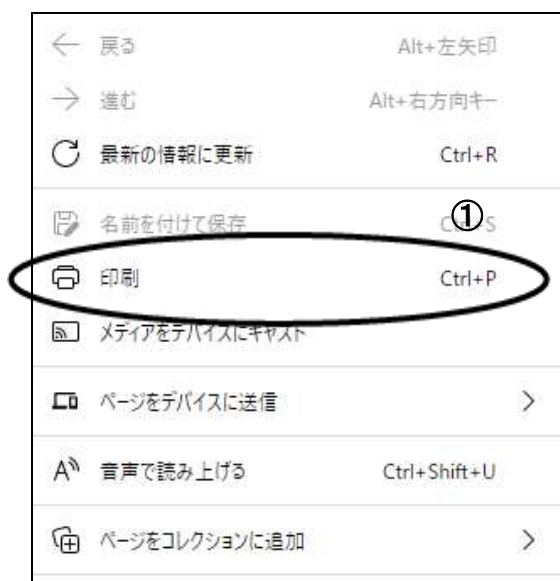 戻る Alt+左矢印
進む Alt+右方向キー
最新の情報に更新 Ctrl+R
名前を付けて保存 Ctrl+S
①
印刷 Ctrl+P
メディアをデバイスにキャスト
ページをデバイスに送信
音声で読み上げる Ctrl+Shift+U
ページをコレクションに追加